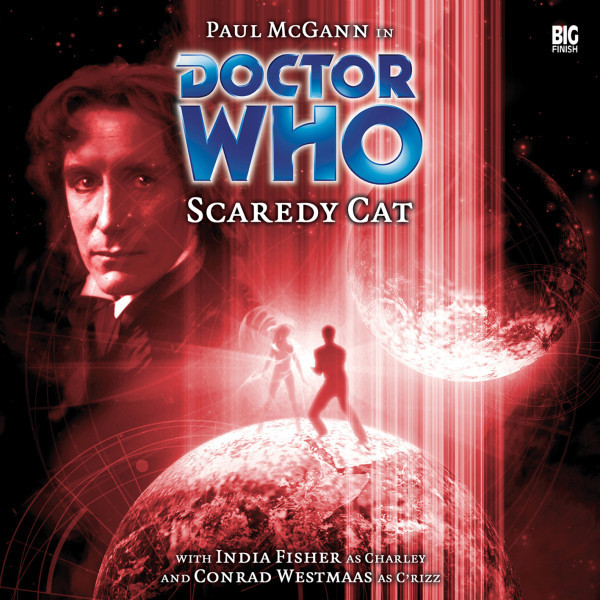 Paul McGann in
BIG
FINISH
DOCTOR
WHO
Scaredy Cat
with India Fisher as Charley
and Conrad Westmaas as C'rizz